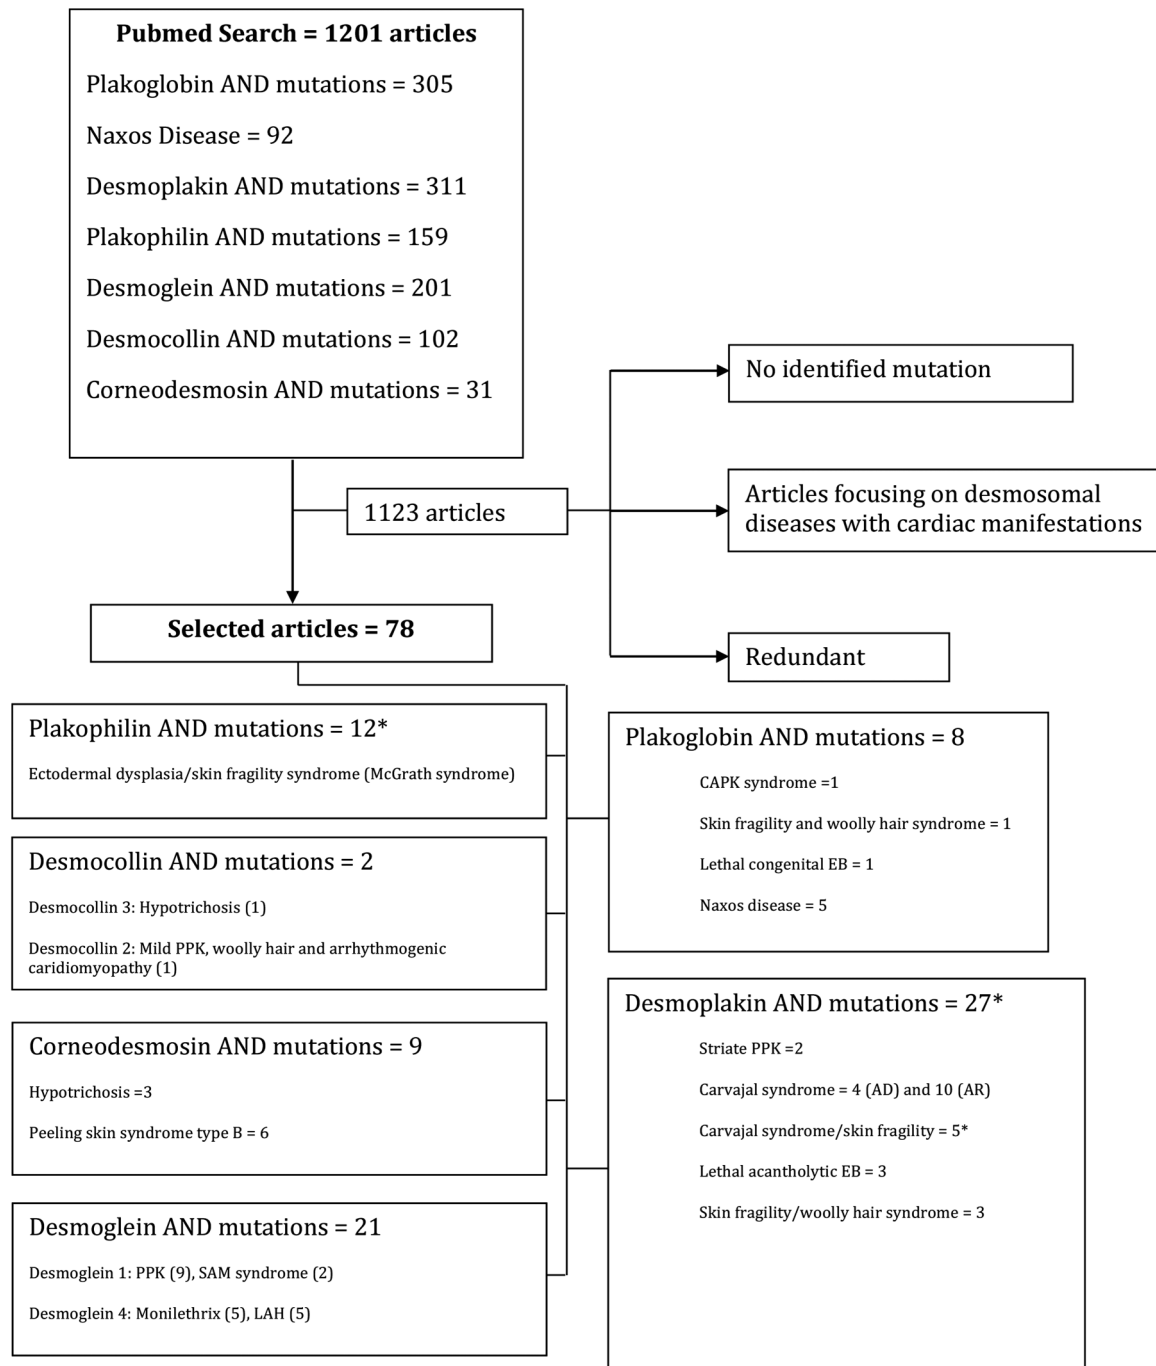 Pubmed Search = 1201 articles
Plakoglobin AND mutations = 305
Naxos Disease = 92
Desmoplakin AND mutations = 311
Plakophilin AND mutations = 159
Desmoglein AND mutations = 201
Desmocollin AND mutations = 102
Corneodesmosin AND mutations = 31
1123 articles
No identified mutation
Articles focusing on desmosomal
diseases with cardiac manifestations
Redundant
Selected articles = 78
Plakophilin AND mutations = 12*
Ectodermal dysplasia/skin fragility syndrome (McGrath syndrome)
Desmocollin AND mutations = 2
Desmocollin 3: Hypotrichosis (1)
Desmocollin 2: Mild PPK, woolly hair and arrhythmogenic
caridiomyopathy (1)
Corneodesmosin AND mutations = 9
Hypotrichosis =3
Peeling skin syndrome type B = 6
Desmoglein AND mutations = 21
Desmoglein 1: PPK (9), SAM syndrome (2)
Desmoglein 4: Monilethrix (5), LAH (5)
Plakoglobin AND mutations = 8
CAPK syndrome =1
Skin fragility and woolly hair syndrome = 1
Lethal congenital EB = 1
Naxos disease = 5
Desmoplakin AND mutations = 27*
Striate PPK =2
Carvajal syndrome = 4 (AD) and 10 (AR)
Carvajal syndrome/skin fragility = 5*
Lethal acantholytic EB = 3
Skin fragility/woolly hair syndrome = 3